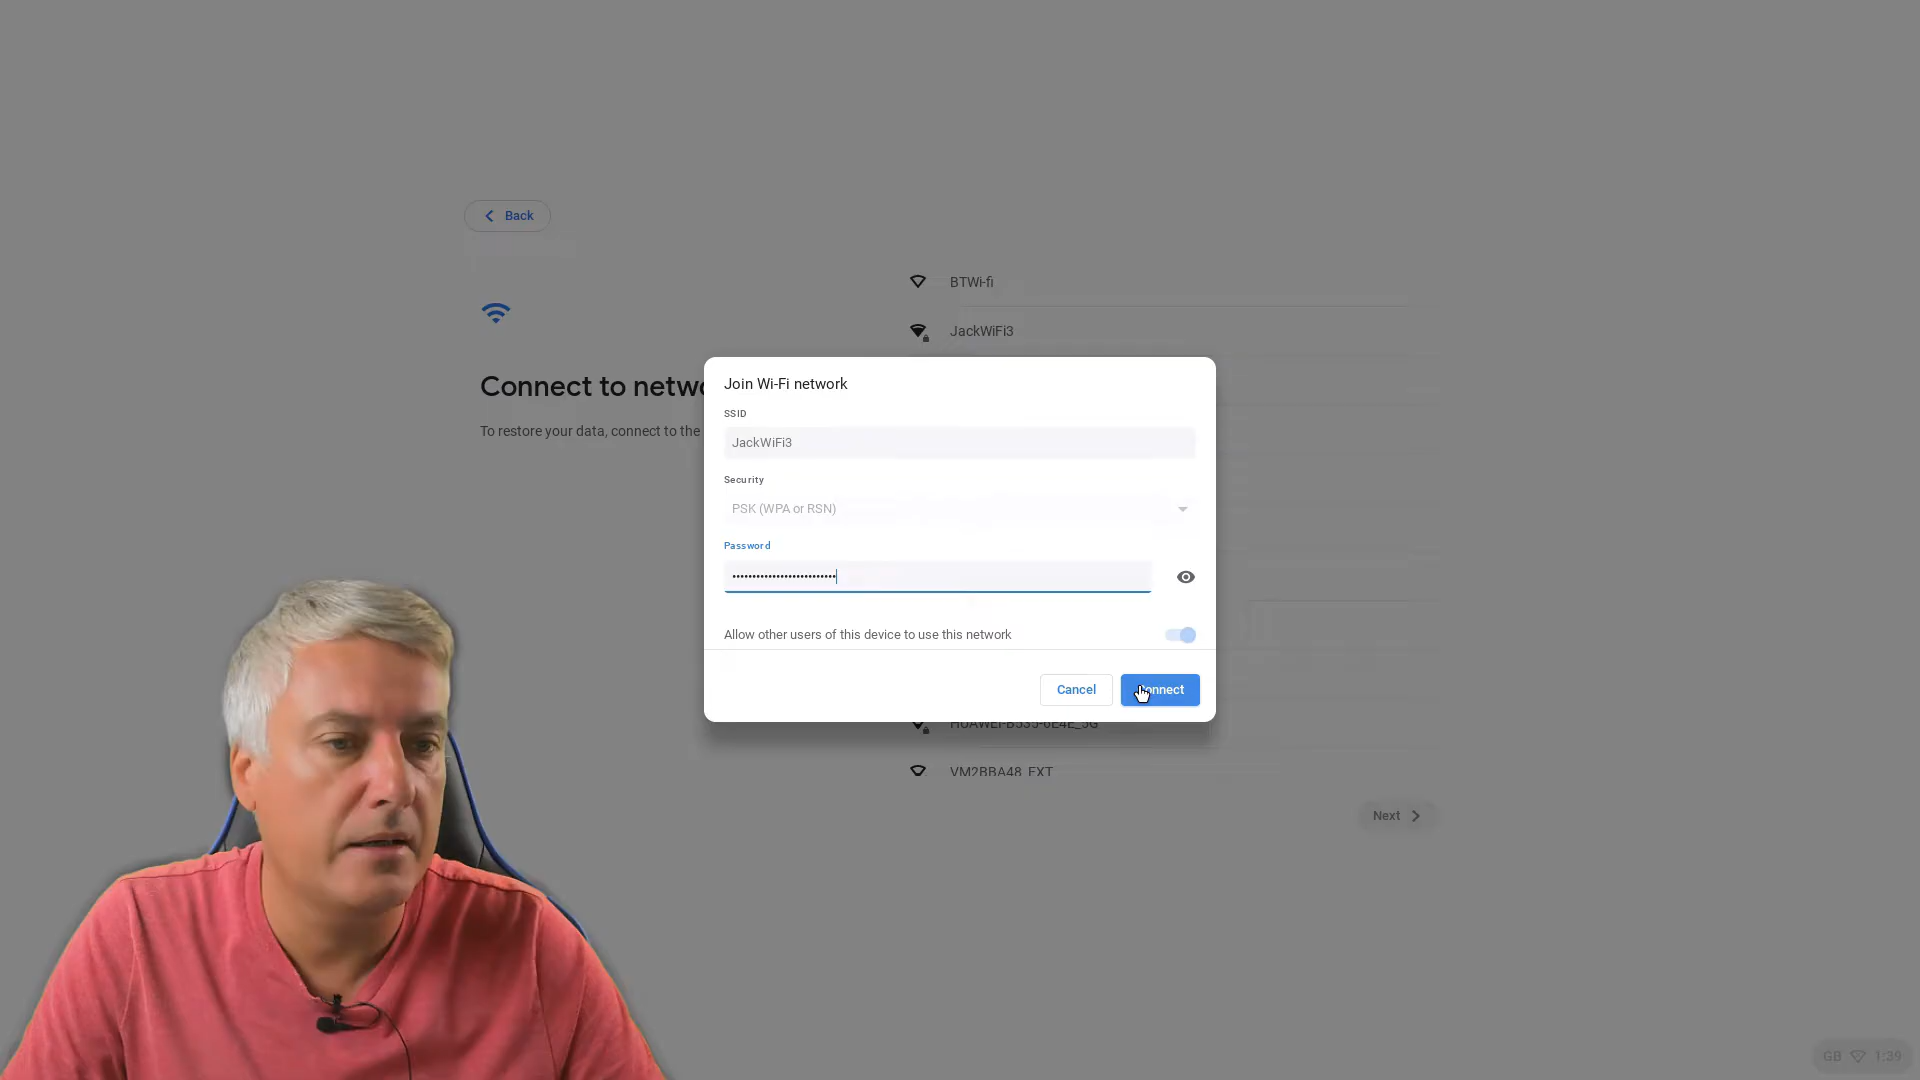 Back
BTWi-fi
JackWiFi3
Connect to netwo
To restore your data, connect to the
Join Wi-Fi network
SSID
JackWiFi3
Security
PSK (WPA or RSN)
Password
••••••••••••••••••••••••••
Allow other users of this device to use this network
Cancel
Connect
HUAWEI-B535-6E4E_5G
VM2BBA48_EXT
Next
GB 1:39